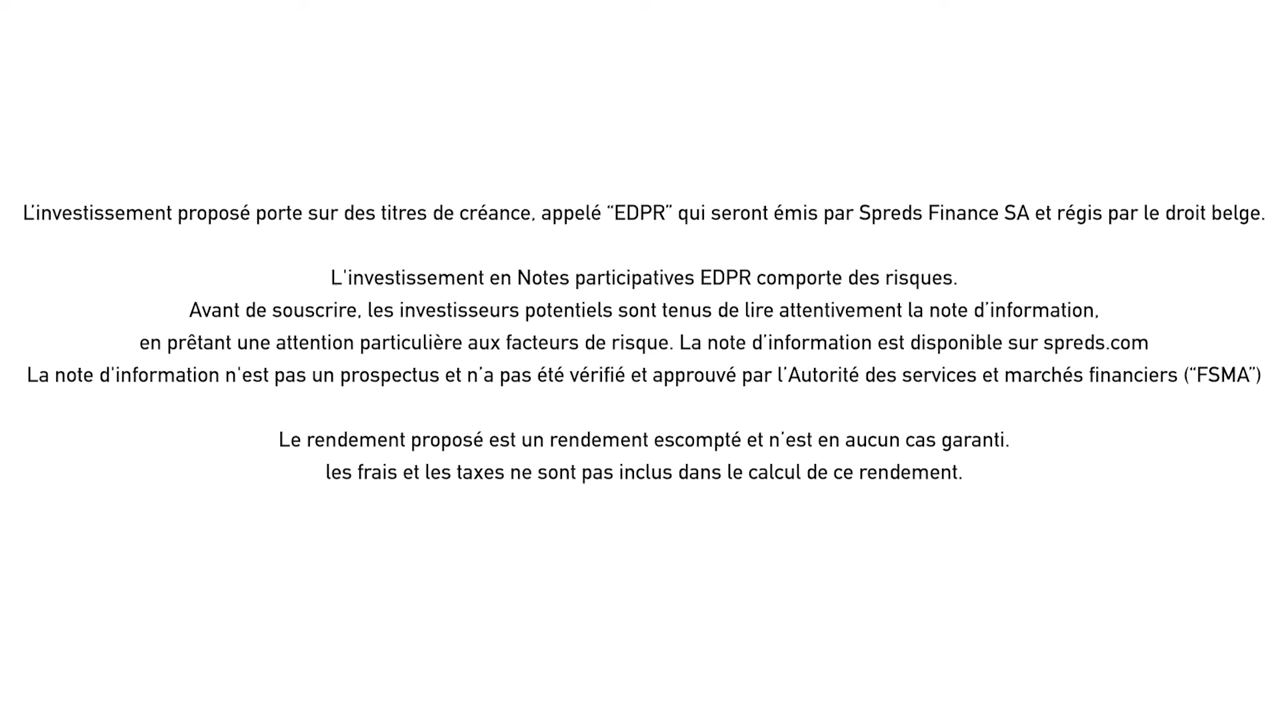 L’investissement proposé porte sur des titres de créance, appelé “EDPR” qui seront émis par Spreds Finance SA et régis par le droit belge.
L'investissement en Notes participatives EDPR comporte des risques.
Avant de souscrire, les investisseurs potentiels sont tenus de lire attentivement la note d’information,
en prêtant une attention particulière aux facteurs de risque. La note d’information est disponible sur spreds.com
La note d'information n'est pas un prospectus et n’a pas été vérifié et approuvé par l’Autorité des services et marchés financiers (“FSMA”)
Le rendement proposé est un rendement escompté et n’est en aucun cas garanti.
les frais et les taxes ne sont pas inclus dans le calcul de ce rendement.